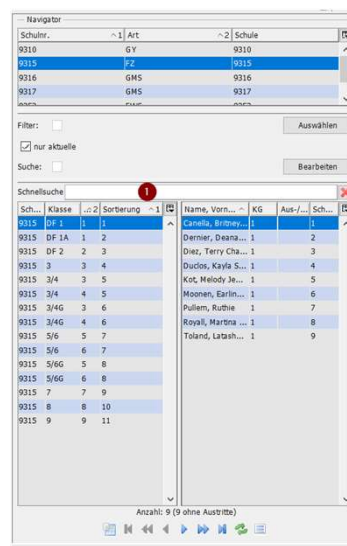 Navigator
Schulnr. 1 Art 2 Schule
9310 GY 9310
9315 FZ 9315
9316 GMS 9316
9317 GMS 9317
Filter: Auswählen
nur aktuelle
Suche: Bearbeiten
Schnellsuche 1
Sch... Klasse ... 2 Sortierung 1 Name, Vorn... KG Aus-/... Sch...
9315 DF 1 1 1 Canella, Britney... 1 1
9315 DF 1A 1 2 Dernier, Deana... 1 2
9315 DF 2 2 3 Diez, Terry Cha... 1 3
9315 3 3 4 Duclos, Kayla S... 1 4
9315 3/4 3 5 Kot, Melody Je... 1 5
9315 3/4 4 5 Moonen, Earlin... 1 6
9315 3/4G 3 6 Pullem, Ruthie 1 7
9315 3/4G 4 6 Royall, Martina ... 1 8
9315 5/6 5 7 Toland, Latash... 1 9
9315 5/6 6 7
9315 5/6G 5 8
9315 5/6G 6 8
9315 7 7 9
9315 8 8 10
9315 9 9 11
Anzahl: 9 (9 ohne Austritte)